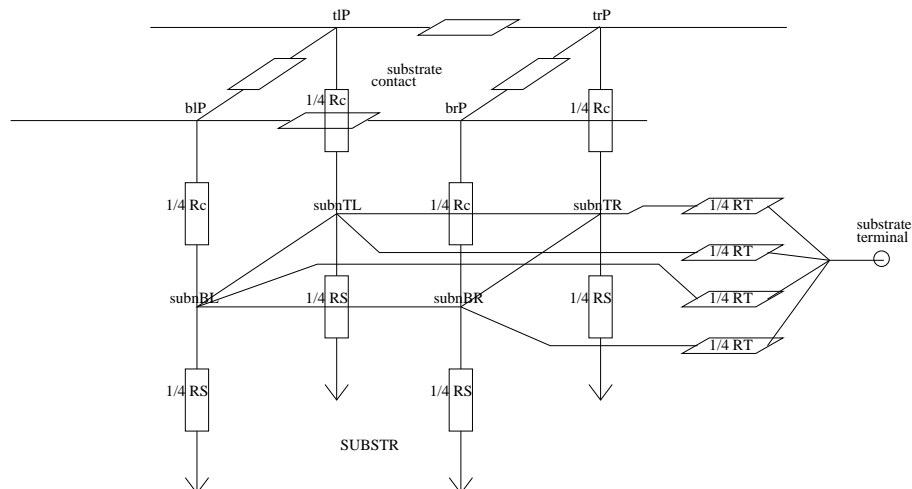 tlP
trP
substrate
contact
1/4 Rc
1/4 Rc
blP
brP
1/4 Rc
subnTL
1/4 Rc
subnTR
1/4 RT
substrate
terminal
1/4 RT
subnBL
1/4 RS
subnBR
1/4 RS
1/4 RT
1/4 RT
1/4 RS
1/4 RS
SUBSTR